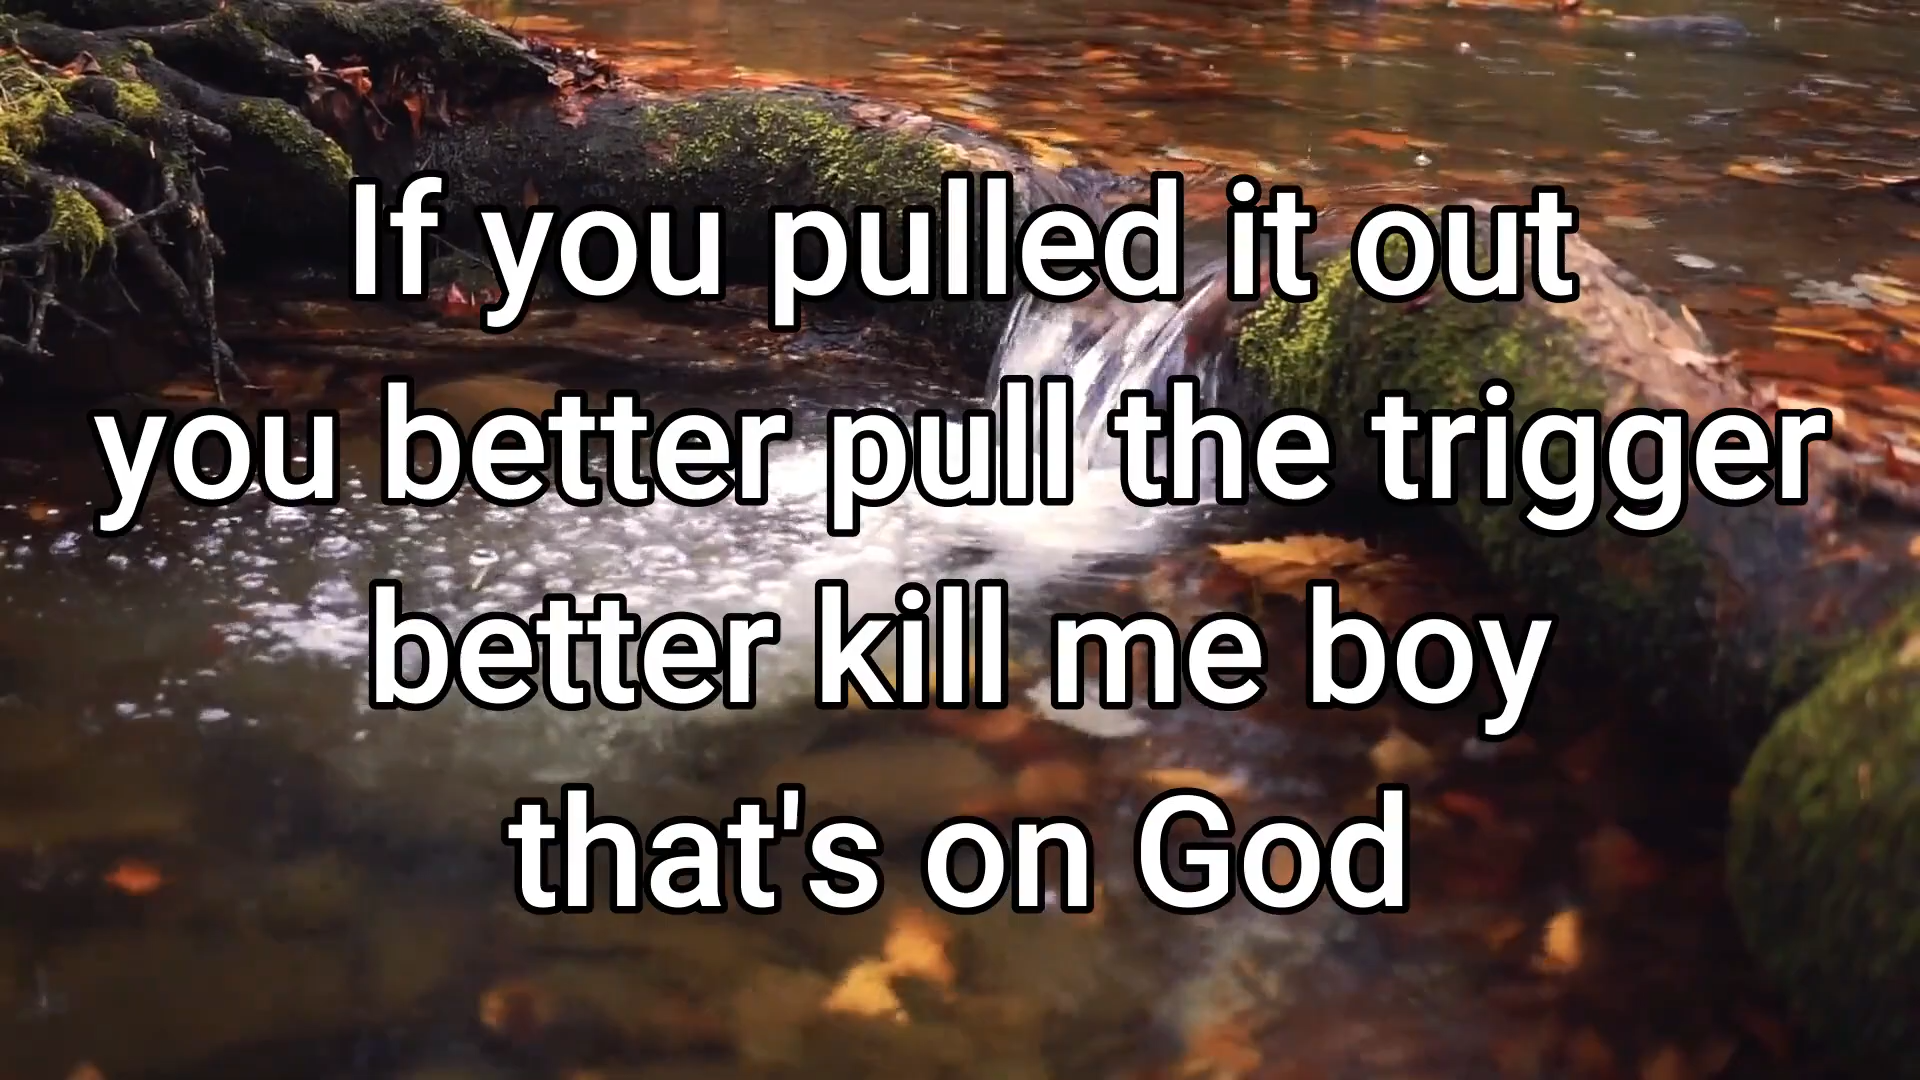 If you pulled it out
you better pull the trigger
better kill me boy
that's on God